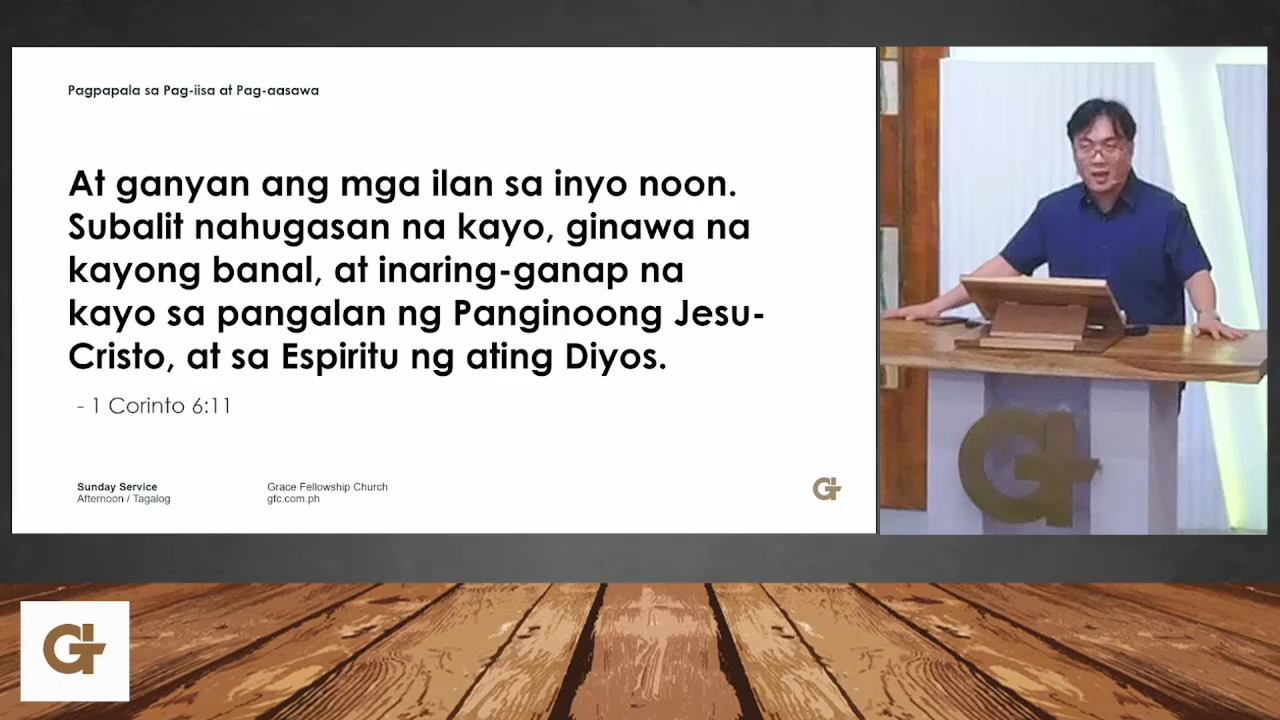 Pagpapala sa Pag-iisa at Pag-aasawa
At ganyan ang mga ilan sa inyo noon.
Subalit nahugasan na kayo, ginawa na
kayong banal, at inaring-ganap na
kayo sa pangalan ng Panginoong Jesu-
Cristo, at sa Espiritu ng ating Diyos.
- 1 Corinto 6:11
Sunday Service
Afternoon / Tagalog
Grace Fellowship Church
gfc.com.ph